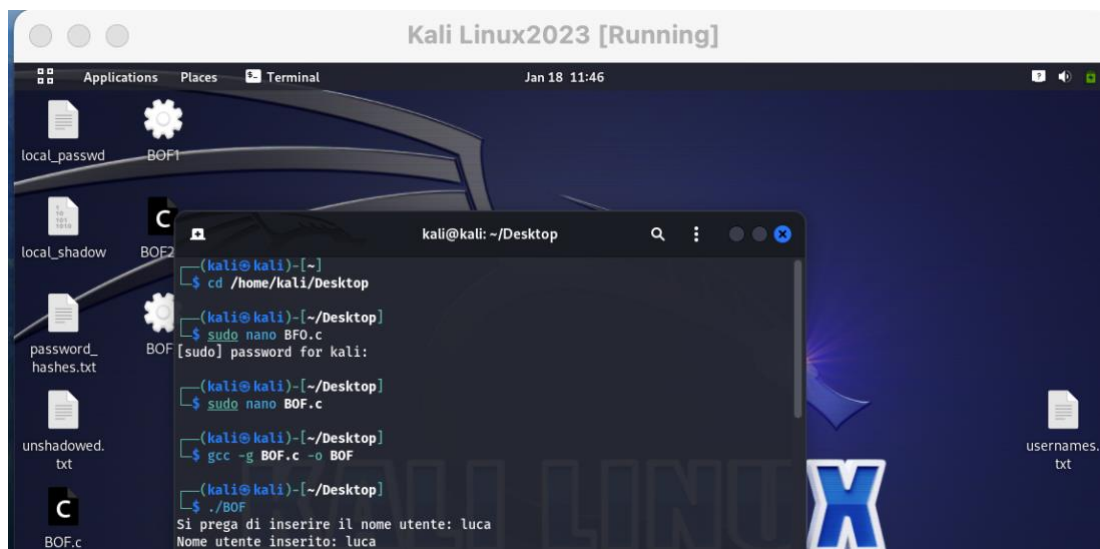 Kali Linux2023 [Running]
Applications Places Terminal Jan 18 11:46
local_passwd
BOF1
local_shadow
BOF2
password_
hashes.txt
BOF
unshadowed.
txt
BOF.c
usernames.
txt
kali@kali: ~/Desktop
(kali㉿kali)-[~]
$ cd /home/kali/Desktop
(kali㉿kali)-[~/Desktop]
$ sudo nano BFO.c
[sudo] password for kali:
(kali㉿kali)-[~/Desktop]
$ sudo nano BOF.c
(kali㉿kali)-[~/Desktop]
$ gcc -g BOF.c -o BOF
(kali㉿kali)-[~/Desktop]
$ ./BOF
Si prega di inserire il nome utente: luca
Nome utente inserito: luca
KALI LINUX